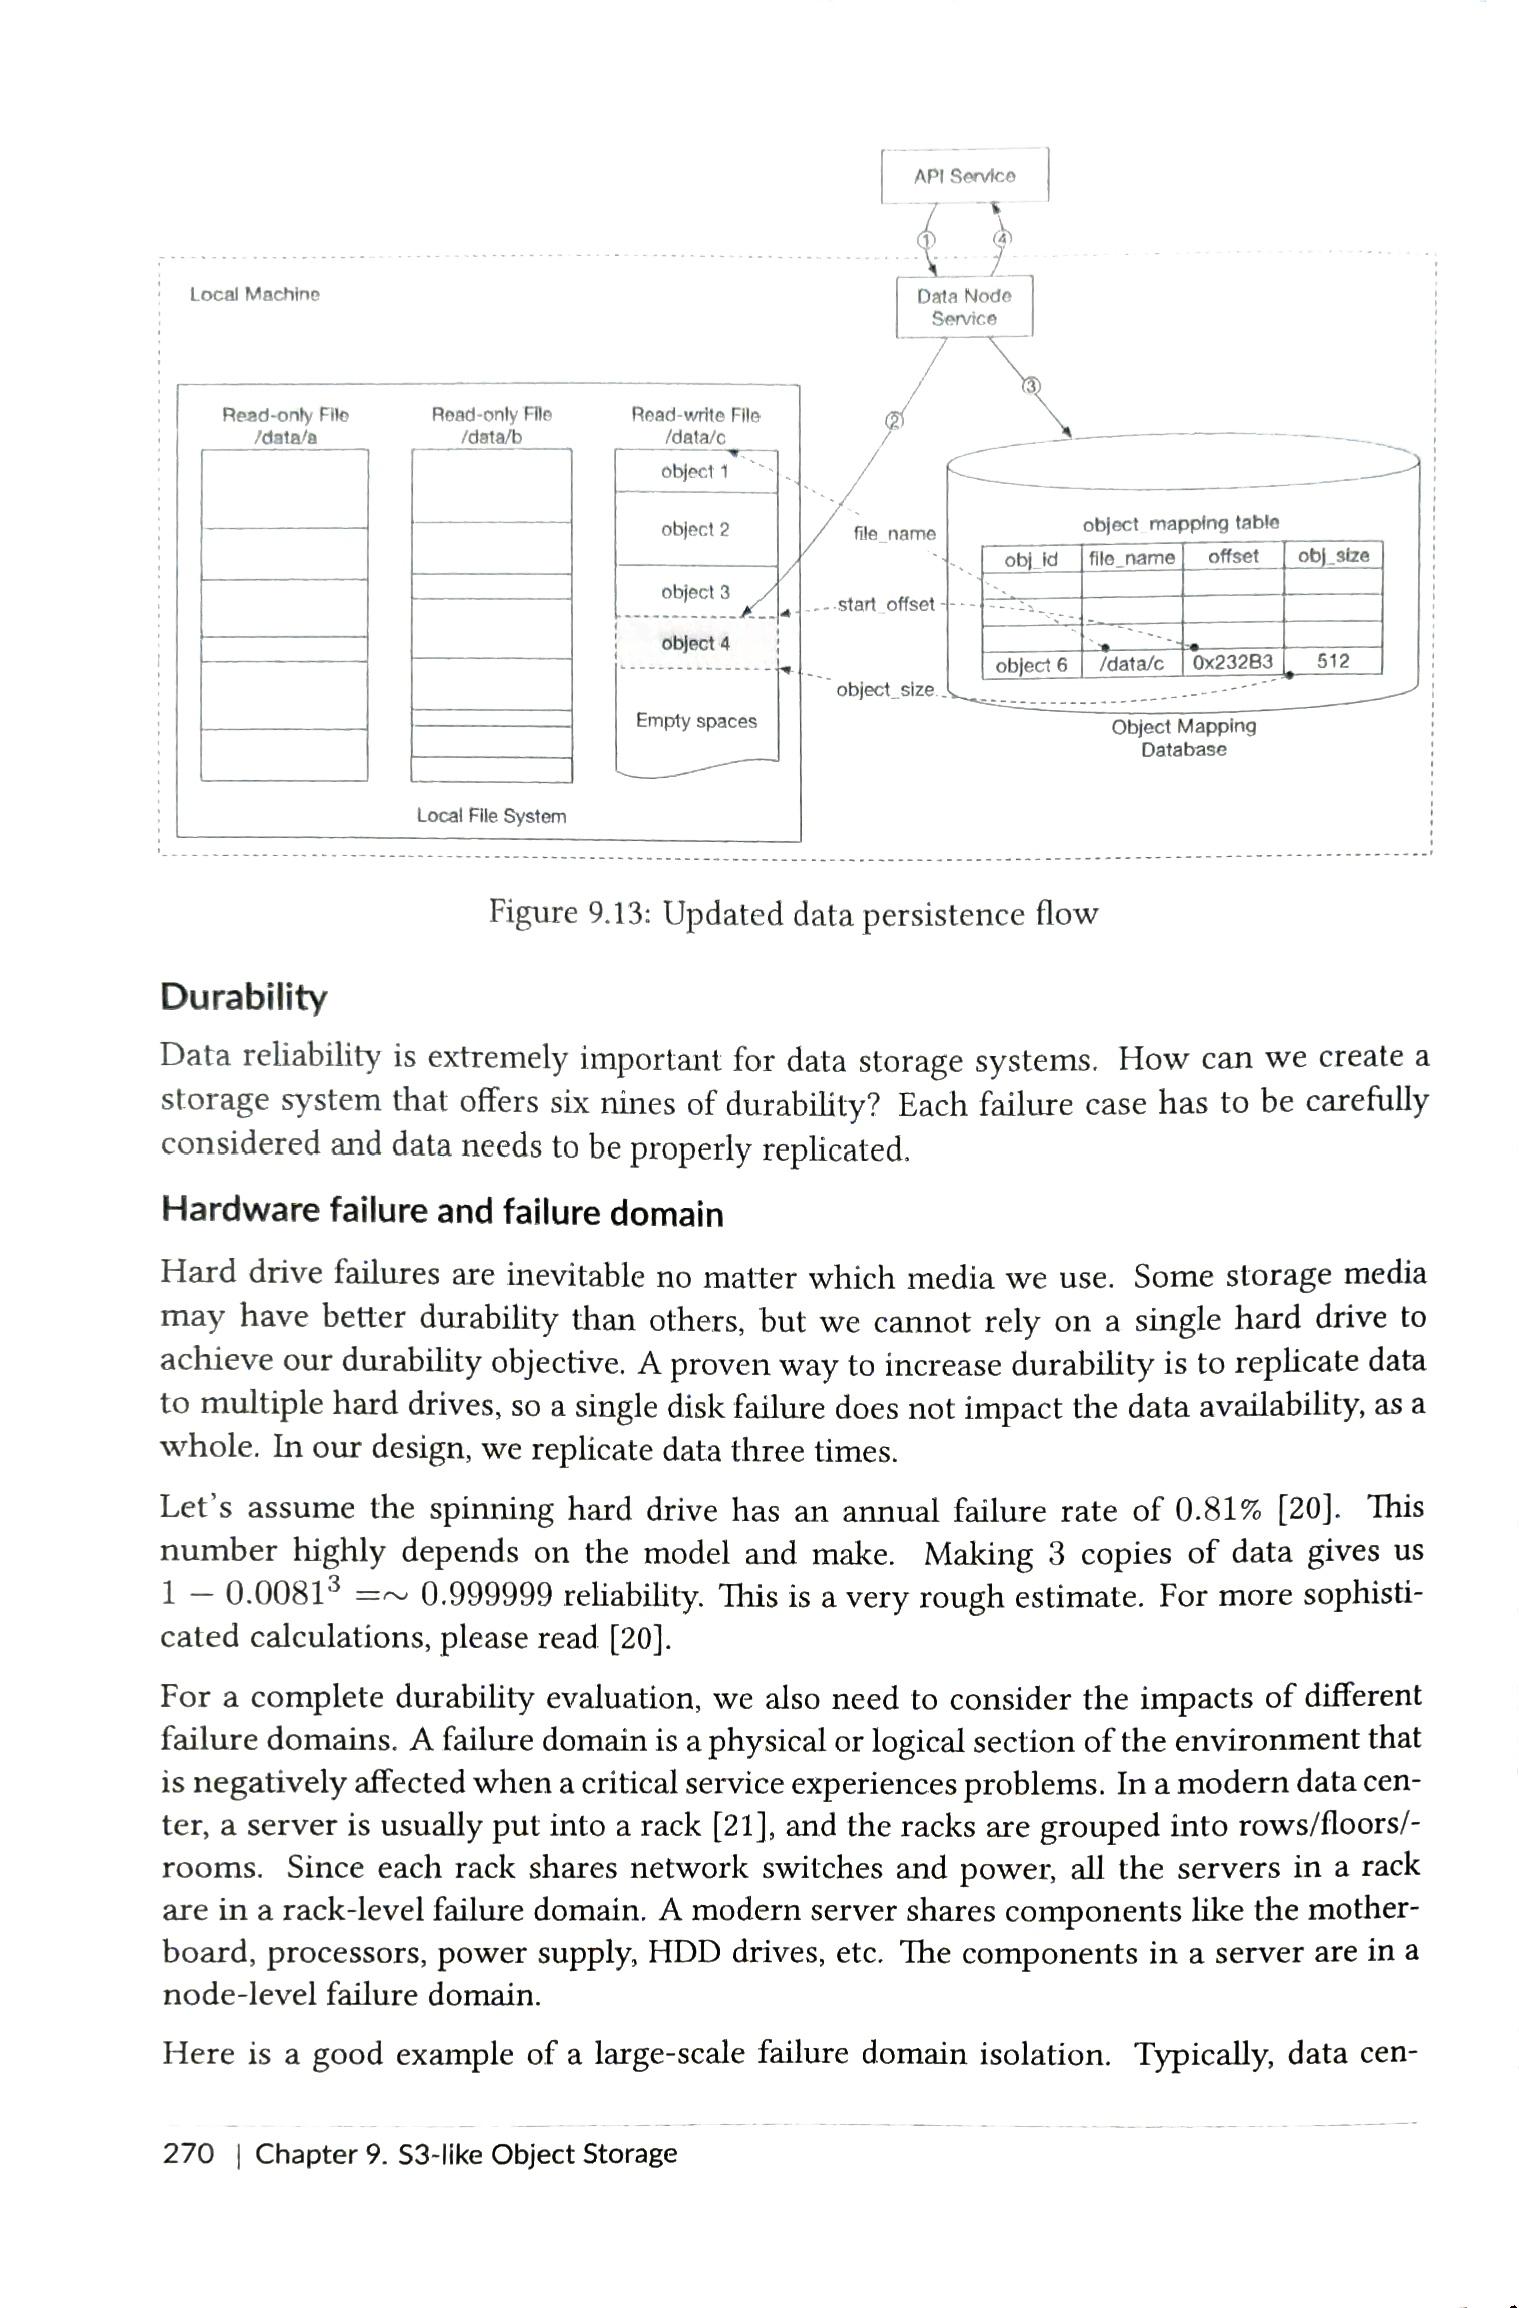 API Service
1
4
Local Machine
Data Node
Service
3
2
Read-only File
/data/a
Read-only File
/data/b
Read-write File
/data/c
object 1
object 2
object 3
object 4
Empty spaces
Local File System
file_name
start_offset
object_size
object mapping table
obj_id file_name offset obj_size
object 6 /data/c 0x232B3 512
Object Mapping
Database
Figure 9.13: Updated data persistence flow
Durability
Data reliability is extremely important for data storage systems. How can we create a
storage system that offers six nines of durability? Each failure case has to be carefully
considered and data needs to be properly replicated.
Hardware failure and failure domain
Hard drive failures are inevitable no matter which media we use. Some storage media
may have better durability than others, but we cannot rely on a single hard drive to
achieve our durability objective. A proven way to increase durability is to replicate data
to multiple hard drives, so a single disk failure does not impact the data availability, as a
whole. In our design, we replicate data three times.
Let's assume the spinning hard drive has an annual failure rate of 0.81% [20]. This
number highly depends on the model and make. Making 3 copies of data gives us
1 − 0.0081³ =∼ 0.999999 reliability. This is a very rough estimate. For more sophisti-
cated calculations, please read [20].
For a complete durability evaluation, we also need to consider the impacts of different
failure domains. A failure domain is a physical or logical section of the environment that
is negatively affected when a critical service experiences problems. In a modern data cen-
ter, a server is usually put into a rack [21], and the racks are grouped into rows/floors/-
rooms. Since each rack shares network switches and power, all the servers in a rack
are in a rack-level failure domain. A modern server shares components like the mother-
board, processors, power supply, HDD drives, etc. The components in a server are in a
node-level failure domain.
Here is a good example of a large-scale failure domain isolation. Typically, data cen-
270 | Chapter 9. S3-like Object Storage